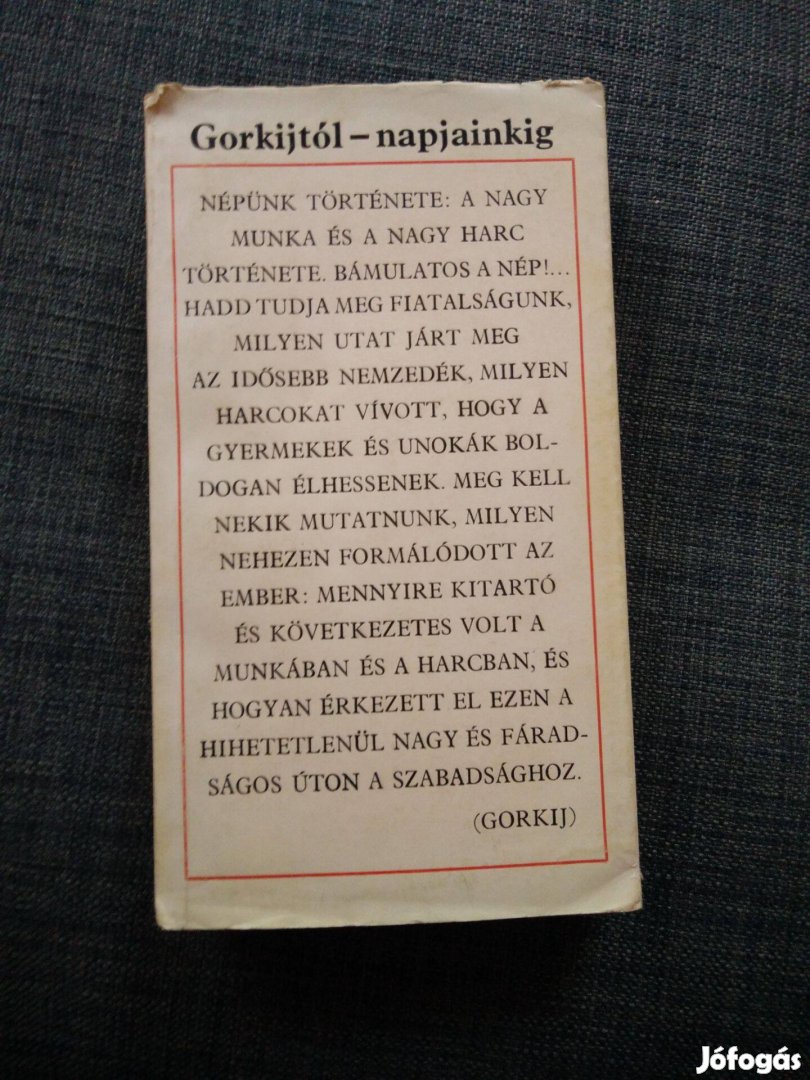 Gorkijtól – napjainkig
NÉPÜNK TÖRTÉNETE: A NAGY
MUNKA ÉS A NAGY HARC
TÖRTÉNETE. BÁMULATOS A NÉP!...
HADD TUDJA MEG FIATALSÁGUNK,
MILYEN UTAT JÁRT MEG
AZ IDŐSEBB NEMZEDÉK, MILYEN
HARCOKAT VÍVOTT, HOGY A
GYERMEKEK ÉS UNOKÁK BOL-
DOGAN ÉLHESSENEK. MEG KELL
NEKIK MUTATNUNK, MILYEN
NEHEZEN FORMÁLÓDOTT AZ
EMBER: MENNYIRE KITARTÓ
ÉS KÖVETKEZETES VOLT A
MUNKÁBAN ÉS A HARCBAN, ÉS
HOGYAN ÉRKEZETT EL EZEN A
HIHETETLENÜL NAGY ÉS FÁRAD-
SÁGOS ÚTON A SZABADSÁGHOZ.
(GORKIJ)
Jófogás